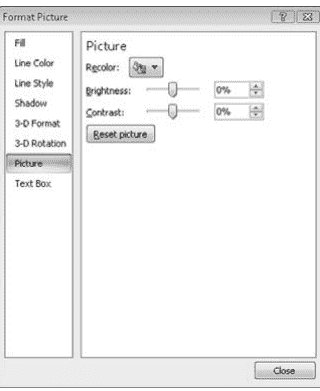 Format Picture
Fill
Line Color
Line Style
Shadow
3-D Format
3-D Rotation
Picture
Text Box
Picture
Recolor:
Brightness: 0%
Contrast: 0%
Reset picture
Close